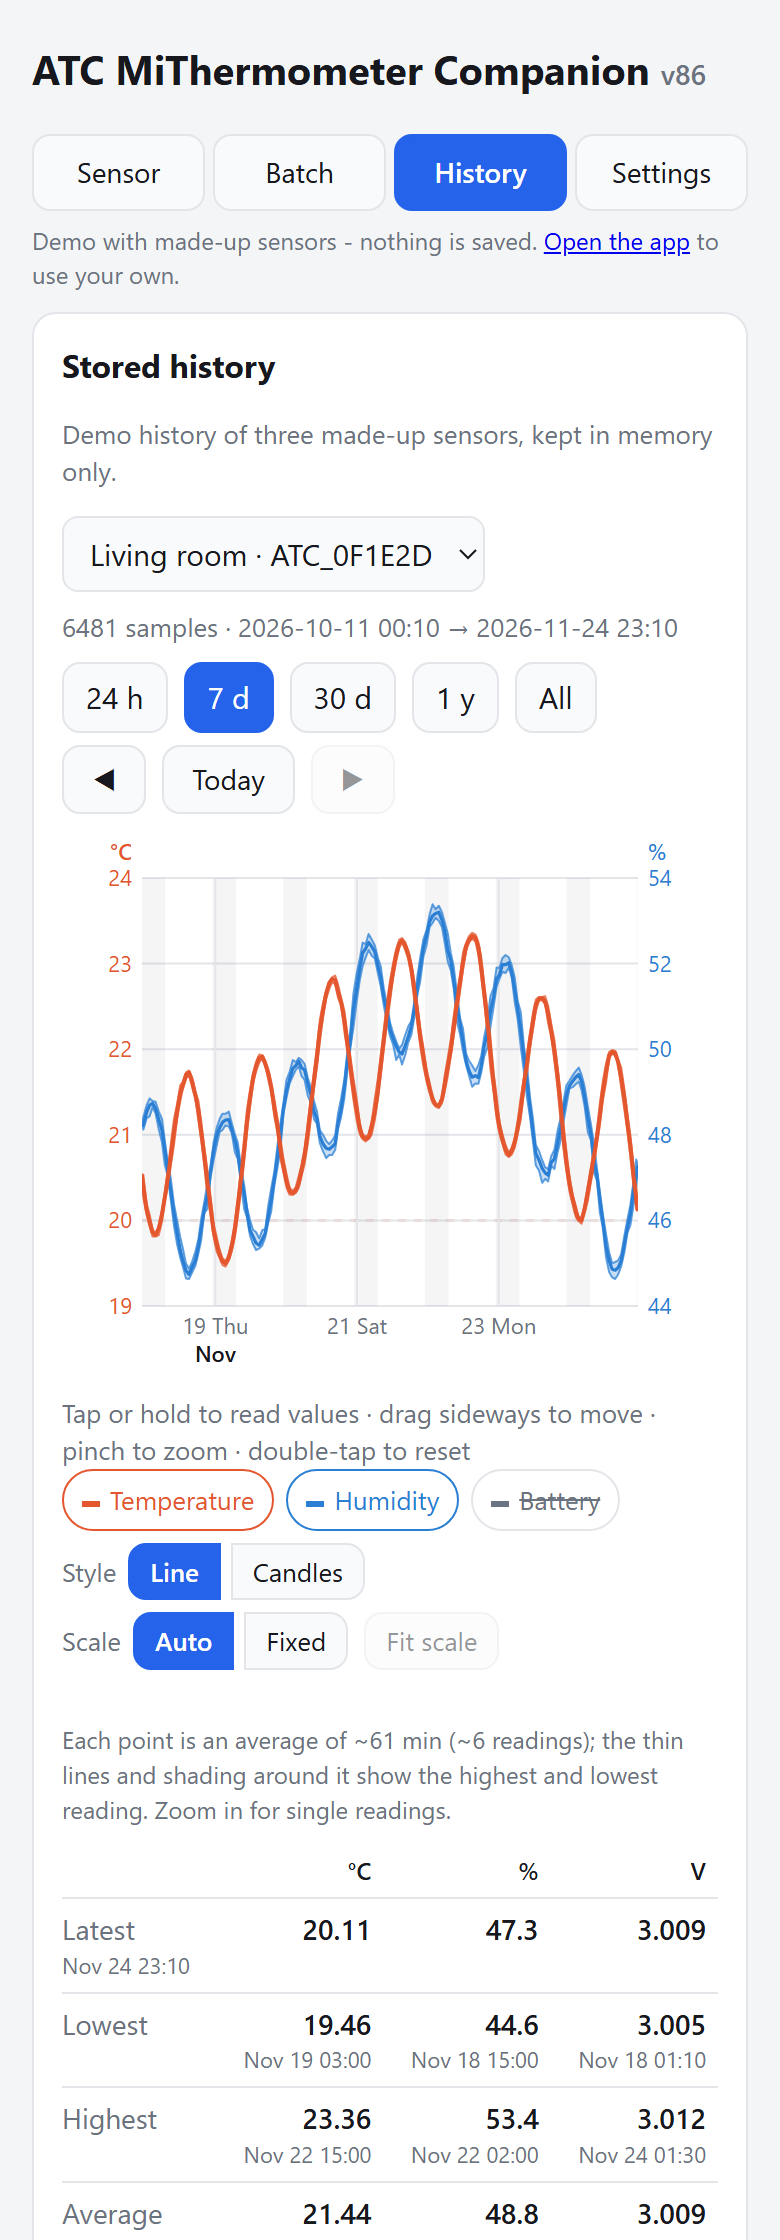 ATC MiThermometer Companion v86
Sensor Batch History Settings
Demo with made-up sensors - nothing is saved. Open the app to
use your own.
Stored history
Demo history of three made-up sensors, kept in memory
only.
Living room · ATC_0F1E2D
6481 samples · 2026-10-11 00:10 → 2026-11-24 23:10
24 h 7 d 30 d 1 y All
◀ Today ▶
°C %
24 54
23 52
22 50
21 48
20 46
19 44
19 Thu 21 Sat 23 Mon
Nov
Tap or hold to read values · drag sideways to move ·
pinch to zoom · double-tap to reset
Temperature Humidity Battery
Style Line Candles
Scale Auto Fixed Fit scale
Each point is an average of ~61 min (~6 readings); the thin
lines and shading around it show the highest and lowest
reading. Zoom in for single readings.
°C % V
Latest 20.11 47.3 3.009
Nov 24 23:10
Lowest 19.46 44.6 3.005
Nov 19 03:00 Nov 18 15:00 Nov 18 01:10
Highest 23.36 53.4 3.012
Nov 22 15:00 Nov 22 02:00 Nov 24 01:30
Average 21.44 48.8 3.009